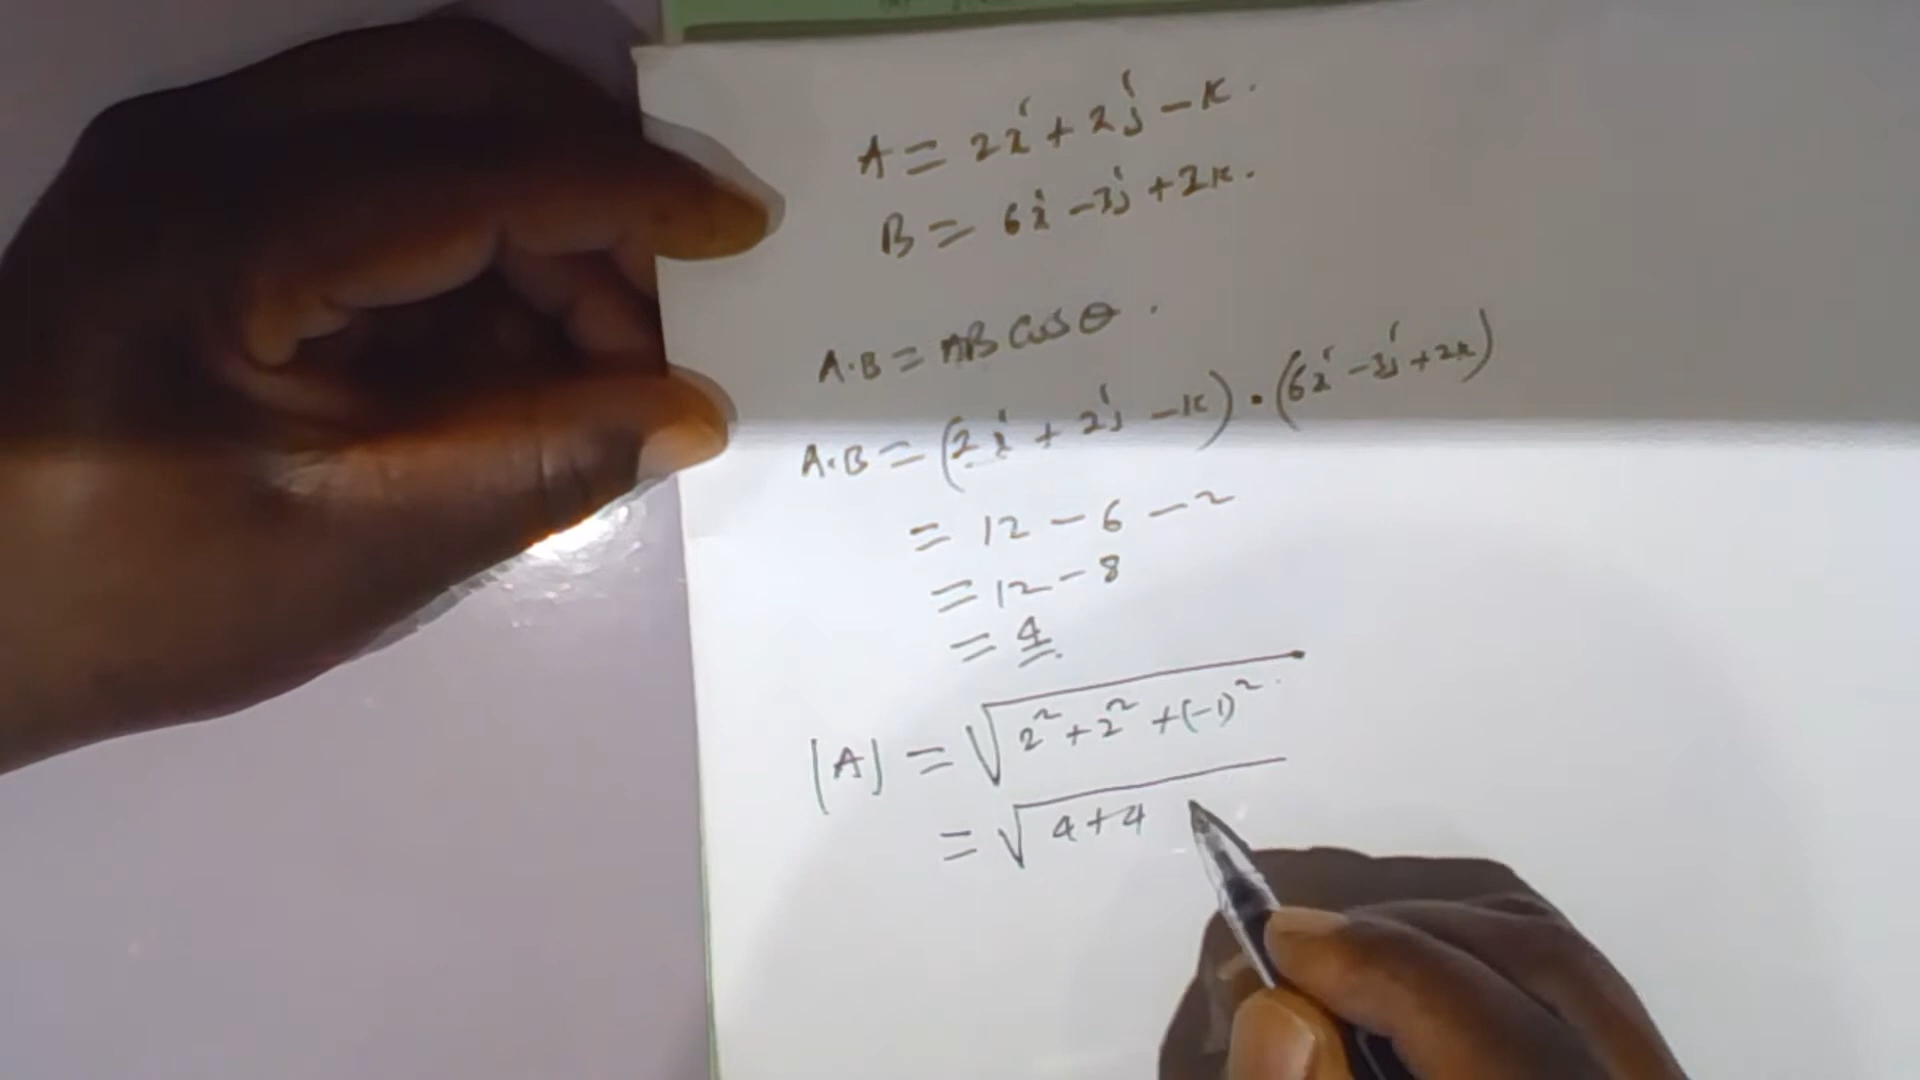 A = 2i + 2j - k.
B = 6i - 3j + 2k.
A.B = AB Cos θ.
A.B = (2i + 2j - k) . (6i - 3j + 2k)
= 12 - 6 - 2
= 12 - 8
= 4.
|A| = √2² + 2² + (-1)²
= √4 + 4